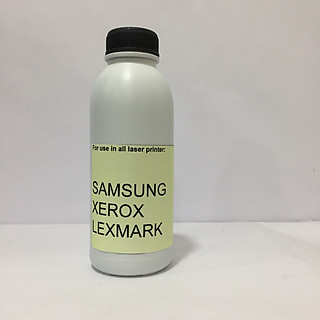 For use in all laser printer:
SAMSUNG
XEROX
LEXMARK